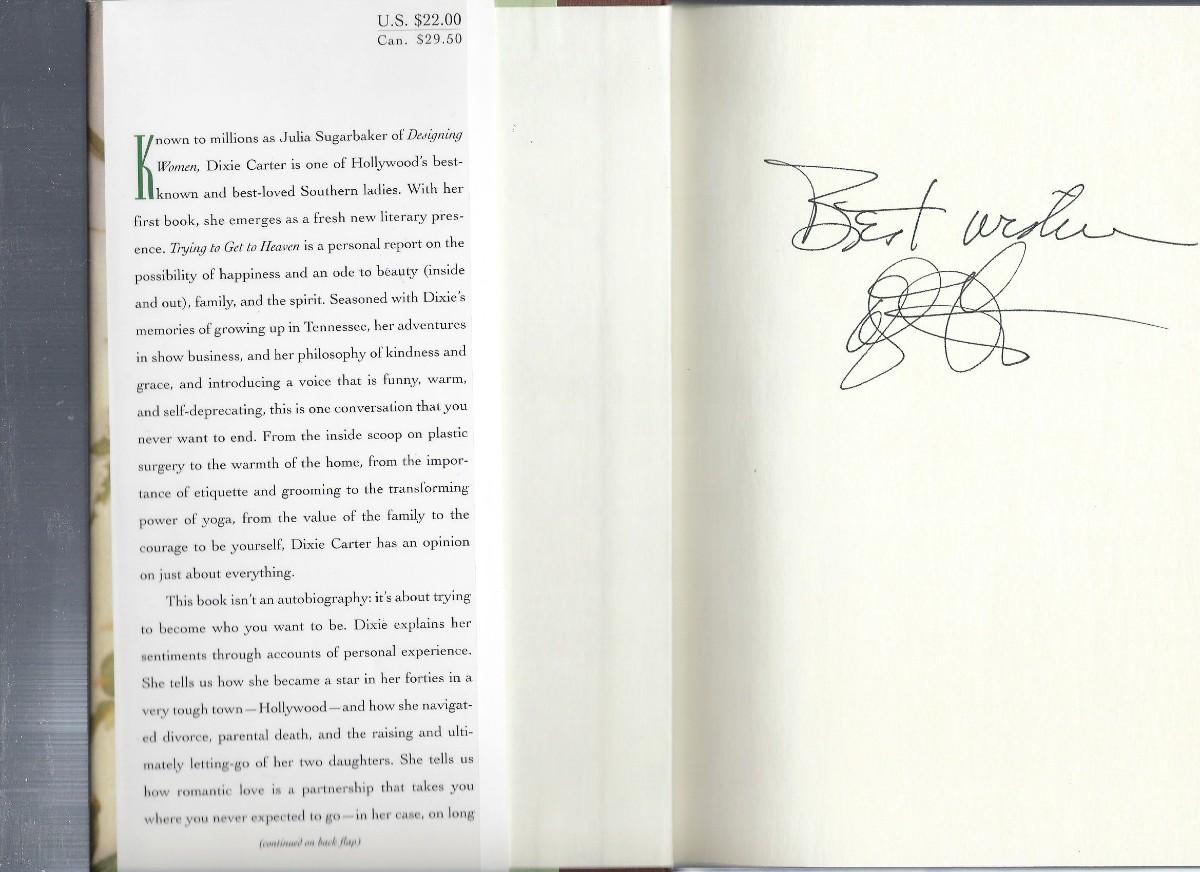 U.S. $22.00
Can. $29.50
Known to millions as Julia Sugarbaker of Designing
Women, Dixie Carter is one of Hollywood's best-
known and best-loved Southern ladies. With her
first book, she emerges as a fresh new literary pres-
ence. Trying to Get to Heaven is a personal report on the
possibility of happiness and an ode to beauty (inside
and out), family, and the spirit. Seasoned with Dixie's
memories of growing up in Tennessee, her adventures
in show business, and her philosophy of kindness and
grace, and introducing a voice that is funny, warm,
and self-deprecating, this is one conversation that you
never want to end. From the inside scoop on plastic
surgery to the warmth of the home, from the impor-
tance of etiquette and grooming to the transforming
power of yoga, from the value of the family to the
courage to be yourself, Dixie Carter has an opinion
on just about everything.
This book isn't an autobiography: it's about trying
to become who you want to be. Dixie explains her
sentiments through accounts of personal experience.
She tells us how she became a star in her forties in a
very tough town—Hollywood—and how she navigat-
ed divorce, parental death, and the raising and ulti-
mately letting-go of her two daughters. She tells us
how romantic love is a partnership that takes you
where you never expected to go—in her case, on long
(continued on back flap)
Best wishes